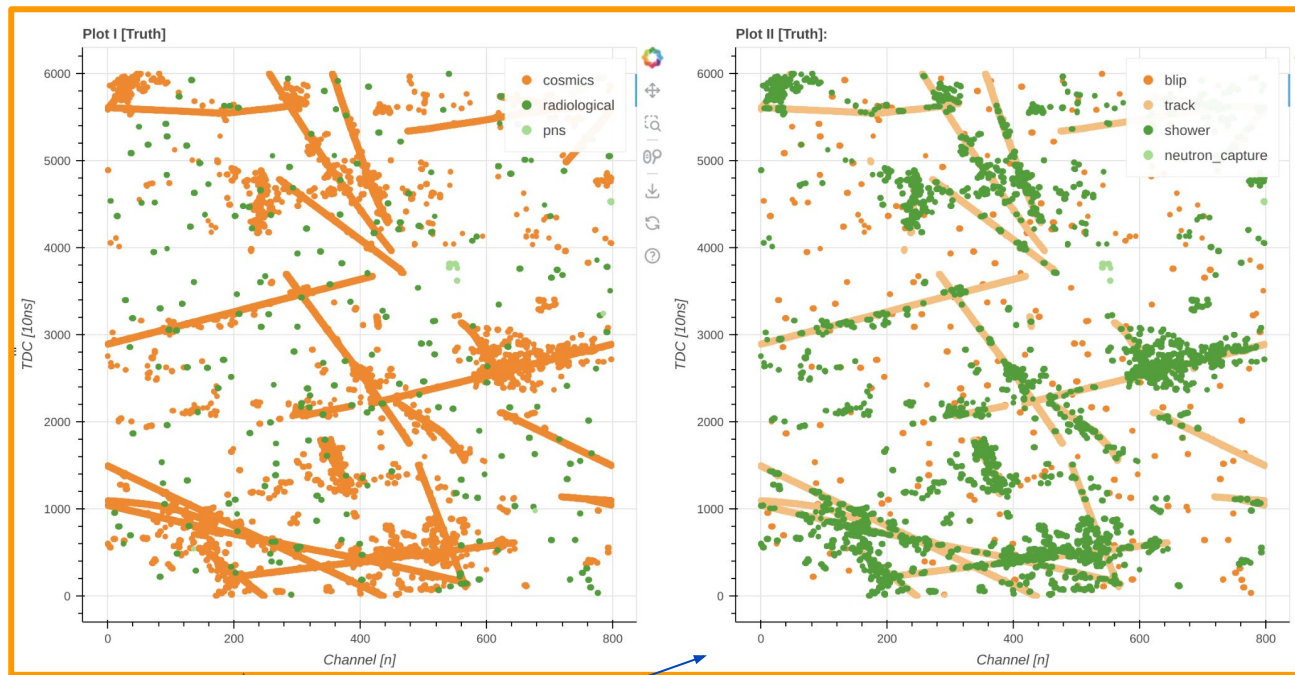 Plot I [Truth]
cosmics
radiological
pns
6000
5000
4000
3000
2000
1000
0
TDC [10ns]
0
200
400
600
800
Channel [n]
Plot II [Truth]:
blip
track
shower
neutron_capture
6000
5000
4000
3000
2000
1000
0
TDC [10ns]
0
200
400
600
800
Channel [n]